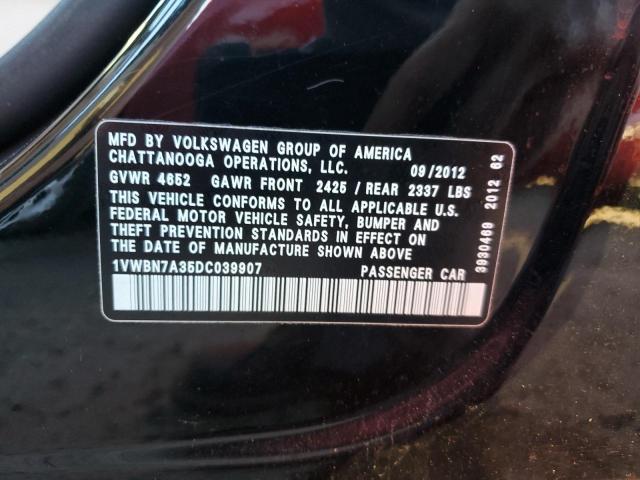 MFD BY VOLKSWAGEN GROUP OF AMERICA
CHATTANOOGA OPERATIONS, LLC. 09/2012
GVWR 4652 GAWR FRONT 2425 / REAR 2337 LBS
THIS VEHICLE CONFORMS TO ALL APPLICABLE U.S.
FEDERAL MOTOR VEHICLE SAFETY, BUMPER AND
THEFT PREVENTION STANDARDS IN EFFECT ON
THE DATE OF MANUFACTURE SHOWN ABOVE
1VWBN7A35DC039907 PASSENGER CAR
3930469 2012 62